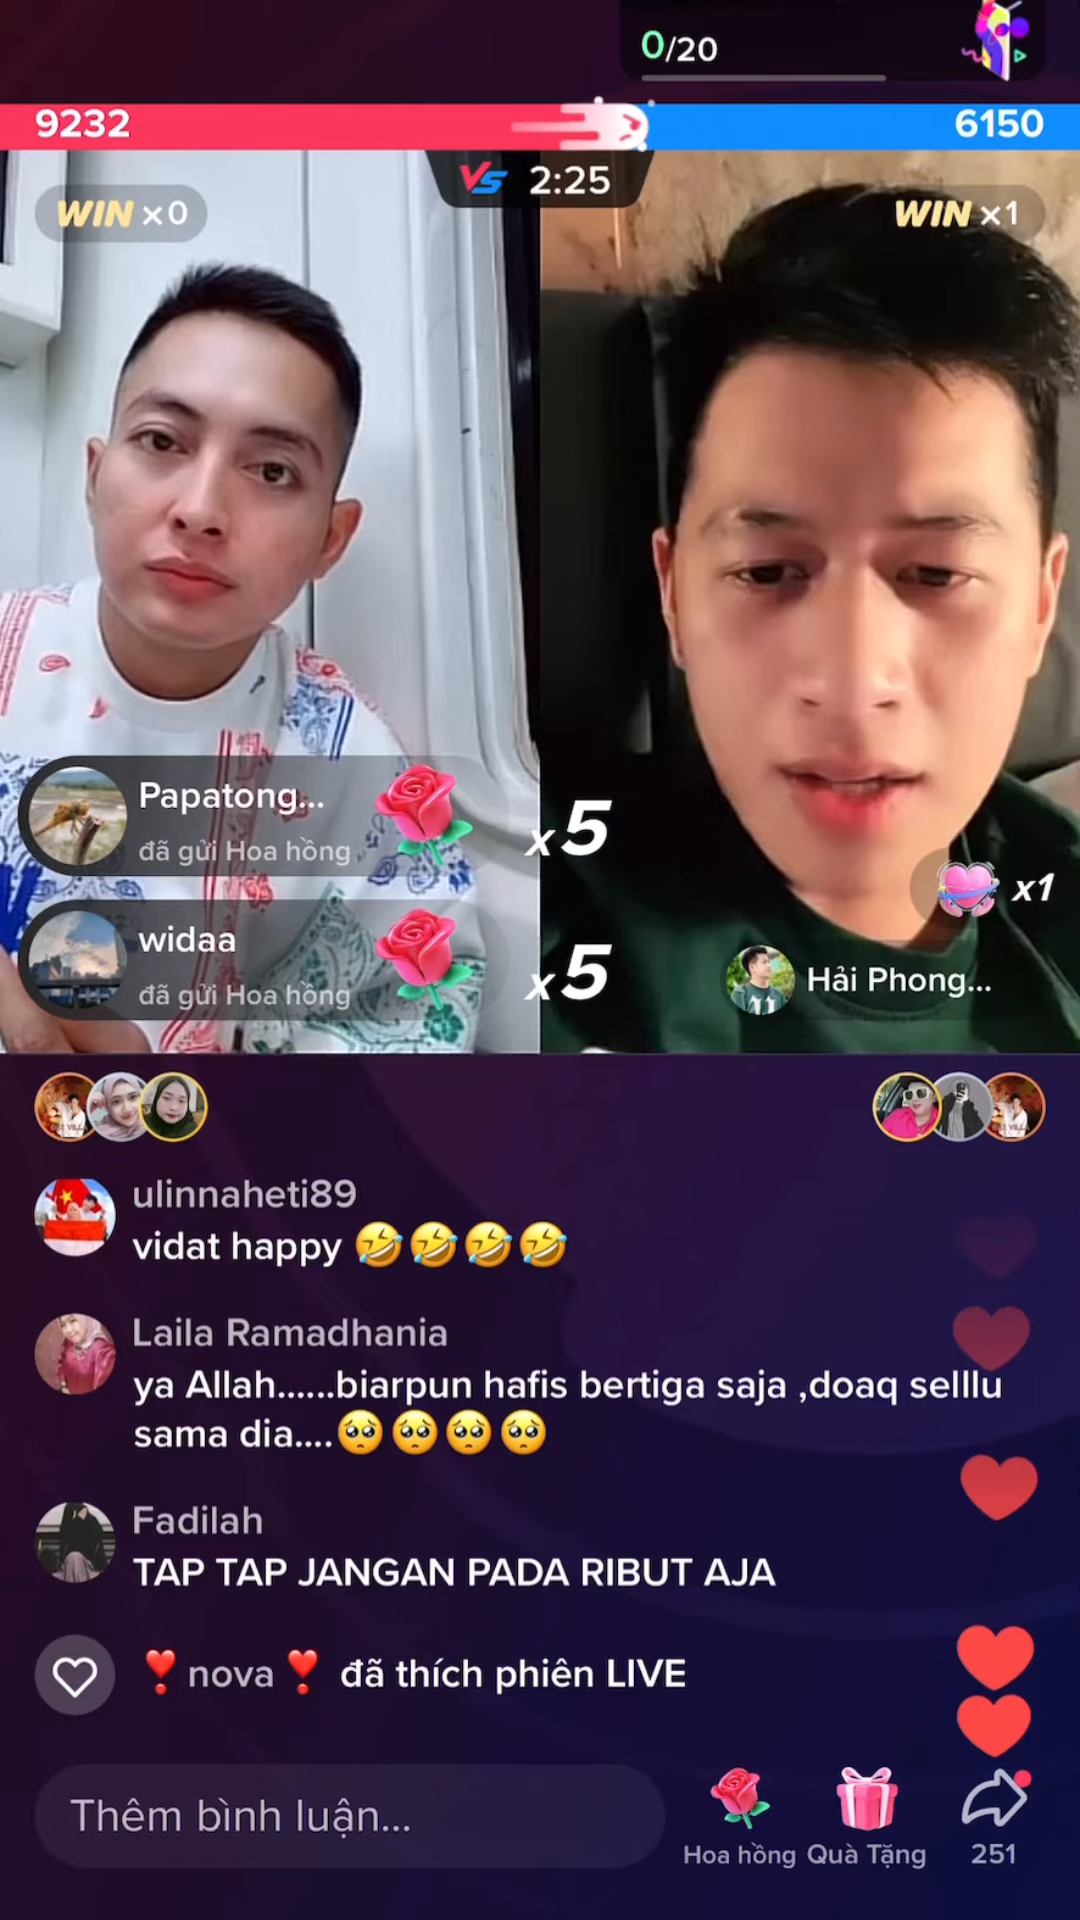 0/20
9232
6150
VS 2:25
WIN x0
WIN x1
Papatong...
đã gửi Hoa hồng
x5
x1
widaa
đã gửi Hoa hồng
x5
Hải Phong...
ulinnaheti89
vidat happy 🤣🤣🤣🤣
Laila Ramadhania
ya Allah......biarpun hafis bertiga saja ,doaq selllu
sama dia....🥺🥺🥺🥺
Fadilah
TAP TAP JANGAN PADA RIBUT AJA
❣️nova❣️ đã thích phiên LIVE
Thêm bình luận...
Hoa hồng
Quà Tặng
251